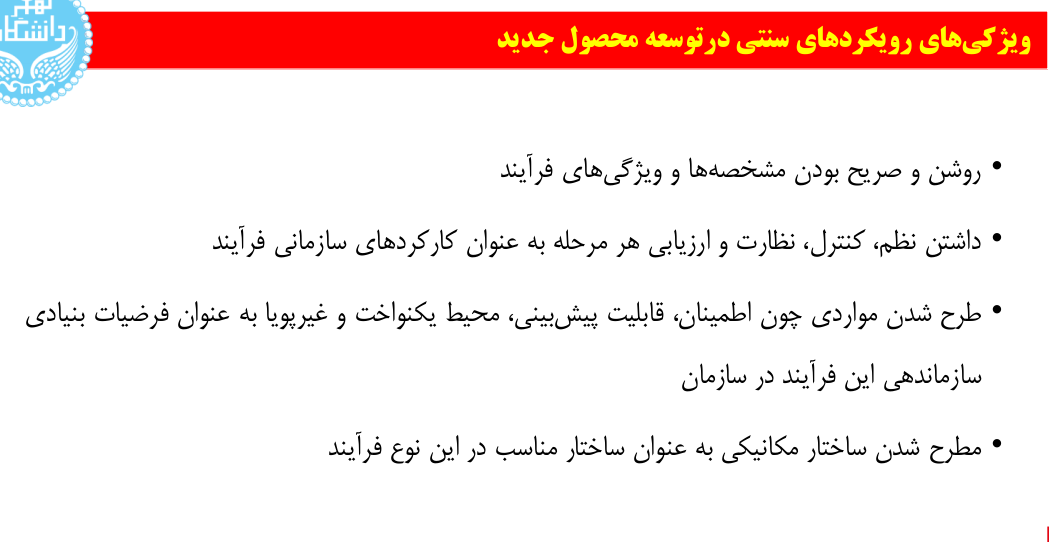 ویژگی‌های رویکردهای سنتی درتوسعه محصول جدید
• روشن و صریح بودن مشخصه‌ها و ویژگی‌های فرآیند
• داشتن نظم، کنترل، نظارت و ارزیابی هر مرحله به عنوان کارکردهای سازمانی فرآیند
• طرح شدن مواردی چون اطمینان، قابلیت پیش‌بینی، محیط یکنواخت و غیرپویا به عنوان فرضیات بنیادی
سازماندهی این فرآیند در سازمان
• مطرح شدن ساختار مکانیکی به عنوان ساختار مناسب در این نوع فرآیند